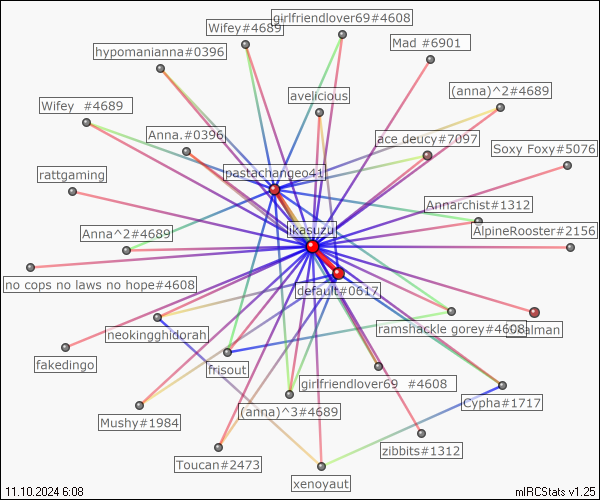 girlfriendlover69#4608
Wifey#4689
Mad #6901
hypomanianna#0396
(anna)^2#4689
avelicious
Wifey #4689
Anna.#0396
ace deucy#7097
Soxy Foxy#5076
pastachangeo41
rattgaming
Annarchist#1312
Anna^2#4689
ikasuzu
AlpineRooster#2156
no cops no laws no hope#4608
default#0617
neokingghidorah
ramshackle gorey#4608
alman
fakedingo
frisout
girlfriendlover69 #4608
(anna)^3#4689
Cypha#1717
Mushy#1984
zibbits#1312
Toucan#2473
xenoyaut
11.10.2024 6:08
mIRCStats v1.25